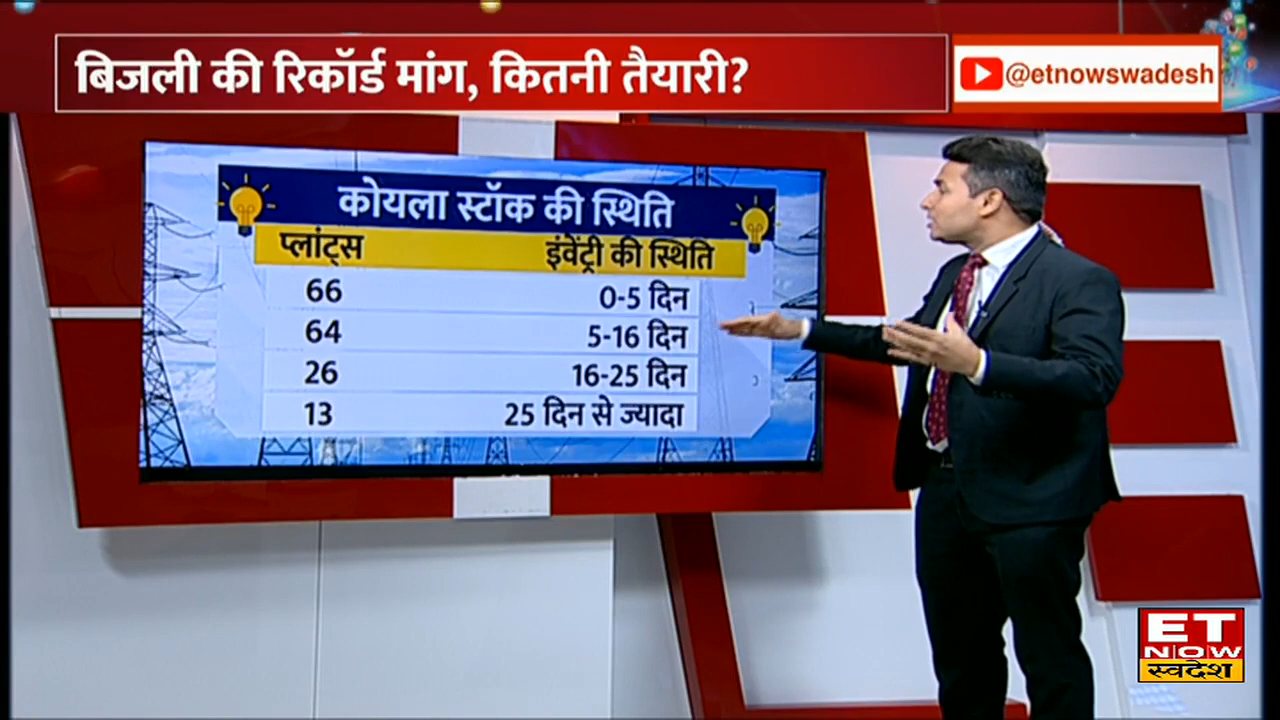 बिजली की रिकॉर्ड मांग, कितनी तैयारी?
@etnowswadesh
कोयला स्टॉक की स्थिति
प्लांट्स इंवेंट्री की स्थिति
66 0-5 दिन
64 5-16 दिन
26 16-25 दिन
13 25 दिन से ज्यादा
ET
NOW
स्वदेश